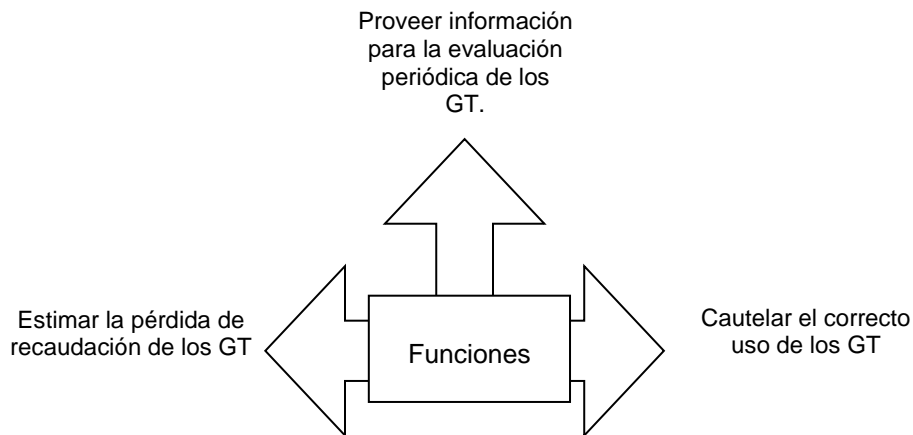 Proveer información
para la evaluación
periódica de los
GT.
Estimar la pérdida de
recaudación de los GT
Funciones
Cautelar el correcto
uso de los GT